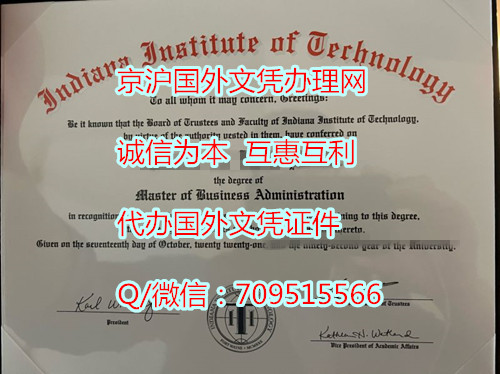 Indiana Institute of Technology
京沪国外文凭办理网
To all whom it may concern, Greetings:
Be it known that the Board of Trustees and Faculty of Indiana Institute of Technology,
by virtue of the authority vested in them, have conferred on
诚信为本 互惠互利
the degree of
Master of Business Administration
in recognition to this degree,
代办国外文凭证件
Given on the seventeenth day of October, twenty twenty-one the ninety-second year of the University.
Q/微信：709515566
President
Trustees
Vice President of Academic Affairs